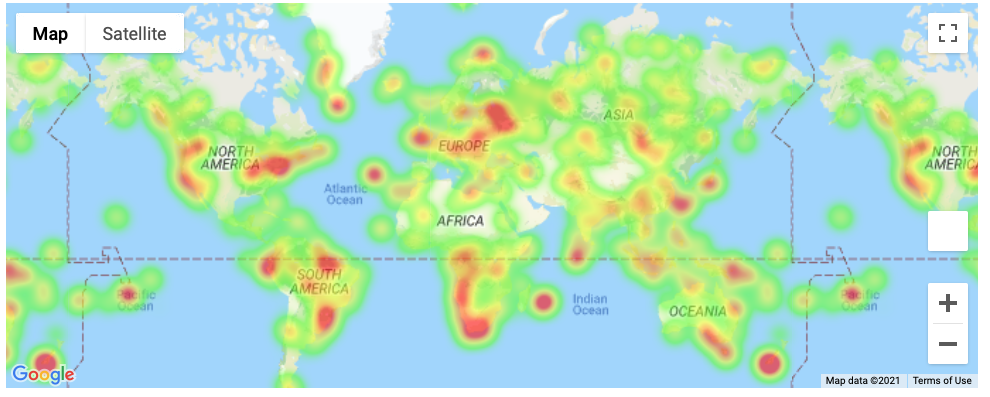 Map
Satellite
ASIA
EUROPE
NORTH
AMERICA
NORTH
AMERIC
Atlantic
Ocean
AFRICA
SOUTH
AMERICA
Pacific
Ocean
Indian
Ocean
Pacific
Ocean
OCEANIA
Google
Map data ©2021
Terms of Use